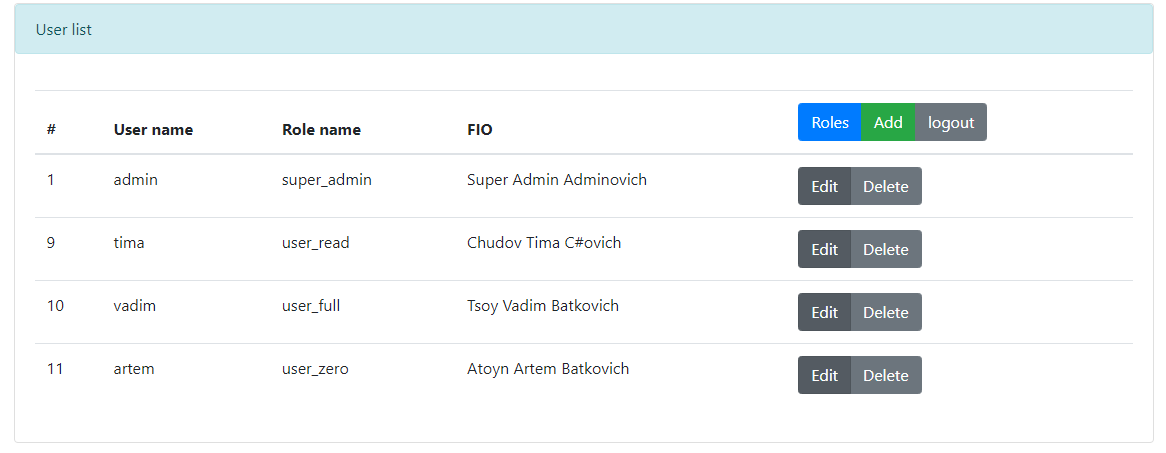 User list
# User name Role name FIO Roles Add logout
1 admin super_admin Super Admin Adminovich Edit Delete
9 tima user_read Chudov Tima C#ovich Edit Delete
10 vadim user_full Tsoy Vadim Batkovich Edit Delete
11 artem user_zero Atoyn Artem Batkovich Edit Delete